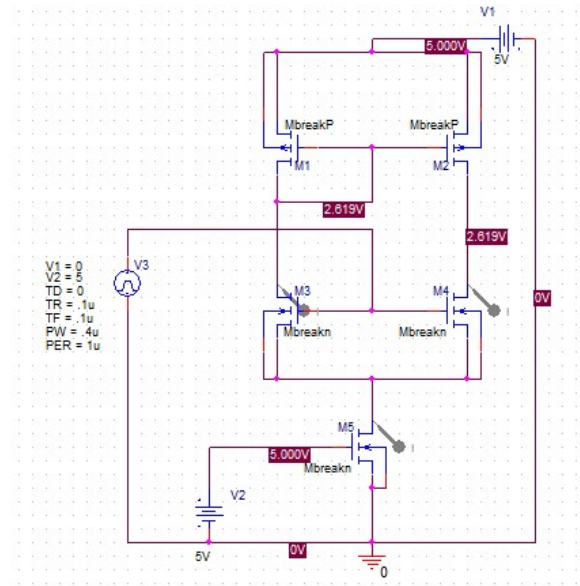 V1
5.000V
5V
MbreakP
MbreakP
M1
M2
2.619V
2.619V
V3
V1 = 0
V2 = 5
TD = 0
TR = .1u
TF = .1u
PW = .4u
PER = 1u
M3
M4
0V
Mbreakn
Mbreakn
M5
5.000V
Mbreakn
V2
5V
0V
0